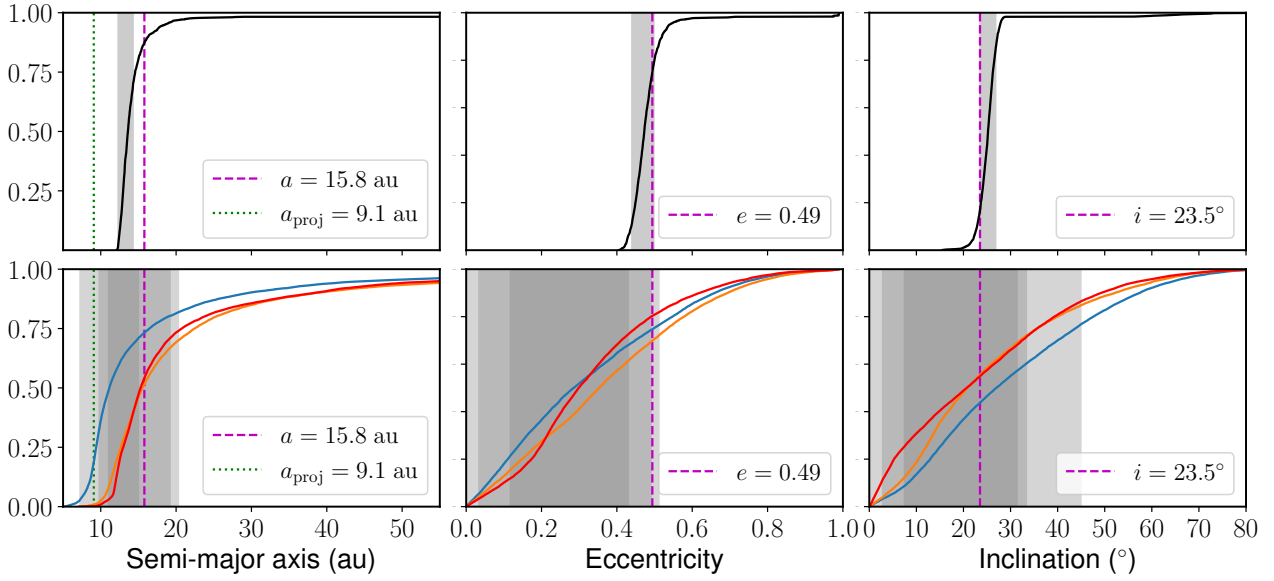 1.00
0.75
0.50
0.25
a = 15.8 au
a_proj = 9.1 au
e = 0.49
i = 23.5°
1.00
0.75
0.50
0.25
0.00
a = 15.8 au
a_proj = 9.1 au
e = 0.49
i = 23.5°
10 20 30 40 50
0.0 0.2 0.4 0.6 0.8 1.0
0 10 20 30 40 50 60 70 80
Semi-major axis (au)
Eccentricity
Inclination (°)